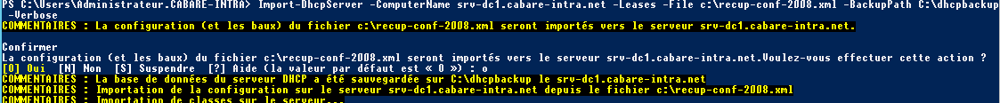 PS C:\Users\Administrateur.CABARE-INTRA> Import-DhcpServer -ComputerName srv-dc1.cabare-intra.net -Leases -File c:\recup-conf-2008.xml -BackupPath C:\dhcpbackup
-Verbose
COMMENTAIRES : La configuration (et les baux) du fichier c:\recup-conf-2008.xml seront importés vers le serveur srv-dc1.cabare-intra.net.
Confirmer
La configuration (et les baux) du fichier c:\recup-conf-2008.xml seront importés vers le serveur srv-dc1.cabare-intra.net.Voulez-vous effectuer cette action ?
[O] Oui [N] Non [S] Suspendre [?] Aide (la valeur par défaut est « O ») : o
COMMENTAIRES : La base de données du serveur DHCP a été sauvegardée sur C:\dhcpbackup le srv-dc1.cabare-intra.net
COMMENTAIRES : Importation de la configuration sur le serveur srv-dc1.cabare-intra.net depuis le fichier c:\recup-conf-2008.xml
COMMENTAIRES : Importation de classes sur le serveur...